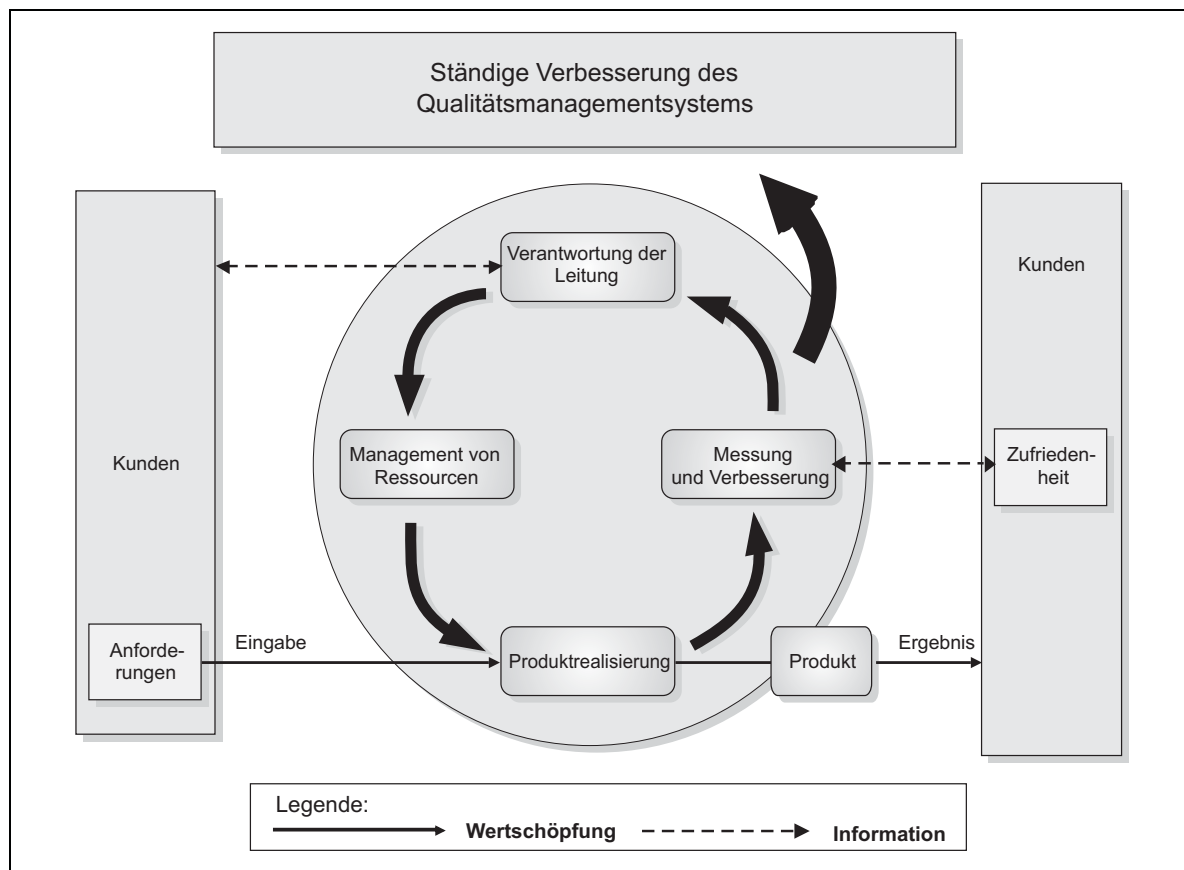 Ständige Verbesserung des
Qualitätsmanagementsystems
Kunden
Anforde-
rungen
Eingabe
Verantwortung der
Leitung
Management von
Ressourcen
Messung
und Verbesserung
Produktrealisierung
Produkt
Ergebnis
Kunden
Zufrieden-
heit
Legende:
Wertschöpfung
Information